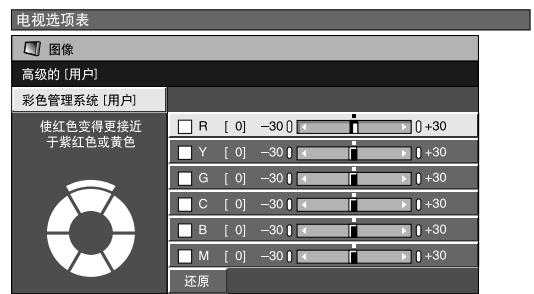 电视选项表
图像
高级的 [用户]
彩色管理系统 [用户]
使红色变得更接近
于紫红色或黄色
R [ 0] −30 +30
Y [ 0] −30 +30
G [ 0] −30 +30
C [ 0] −30 +30
B [ 0] −30 +30
M [ 0] −30 +30
还原